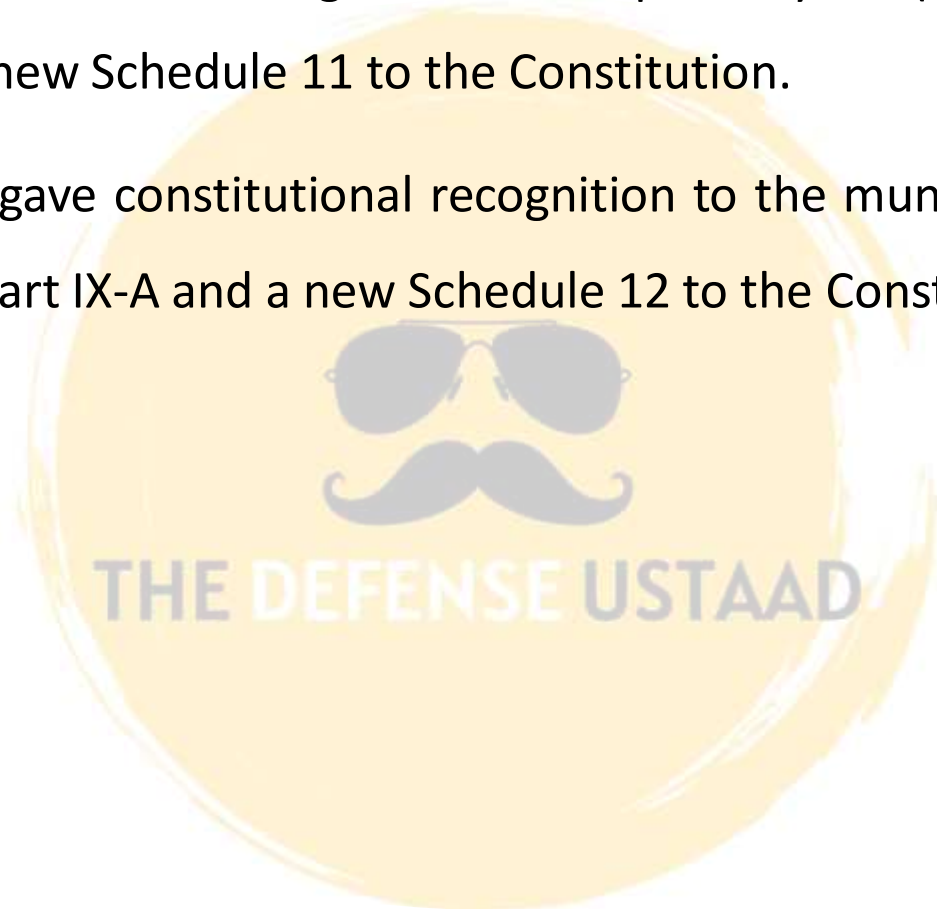 new Schedule 11 to the Constitution.
gave constitutional recognition to the mun
art IX-A and a new Schedule 12 to the Const
THE DEFENSE USTAAD